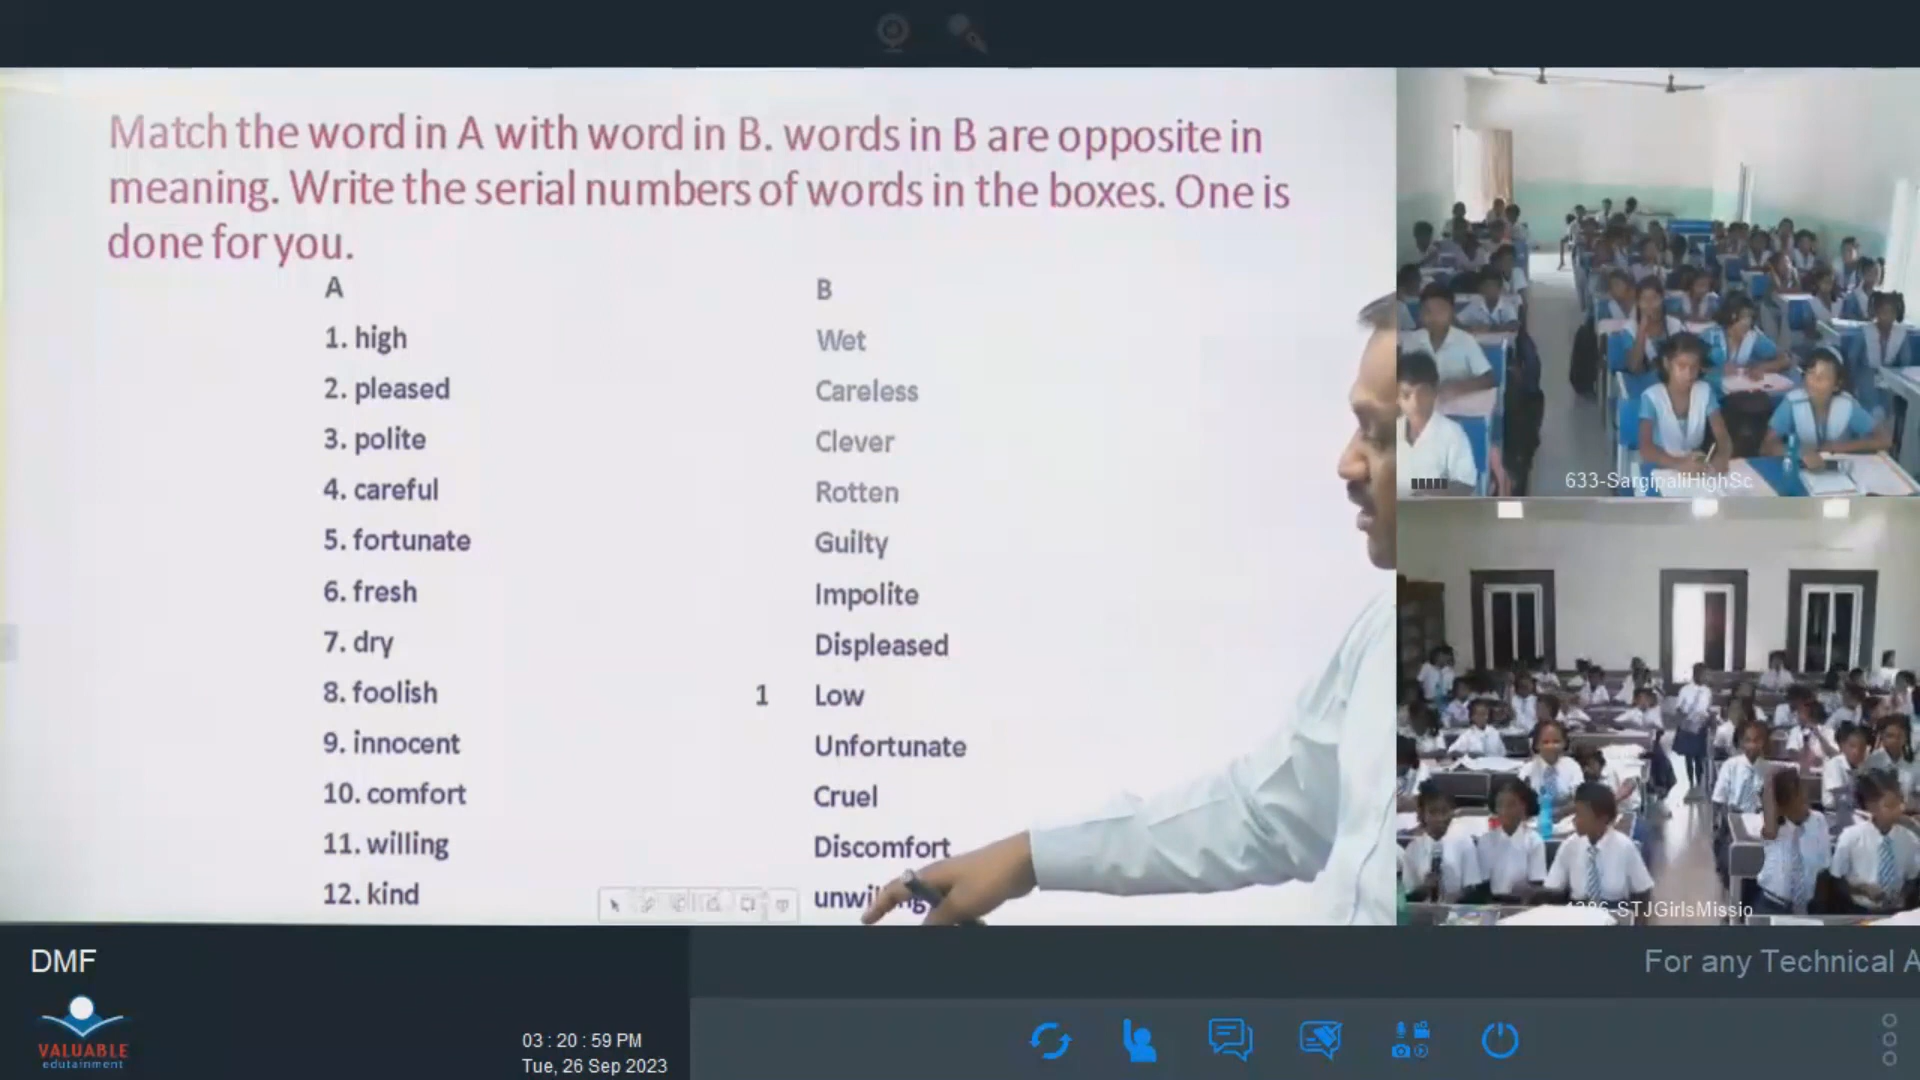 Match the word in A with word in B. words in B are opposite in
meaning. Write the serial numbers of words in the boxes. One is
done for you.
A
B
1. high
Wet
2. pleased
Careless
3. polite
Clever
4. careful
Rotten
5. fortunate
Guilty
6. fresh
Impolite
7. dry
Displeased
8. foolish
1 Low
9. innocent
Unfortunate
10. comfort
Cruel
11. willing
Discomfort
12. kind
633-SargipaliHighSc
-STJGirlsMissio
DMF
For any Technical A
VALUABLE
edutainment
03 : 20 : 59 PM
Tue, 26 Sep 2023